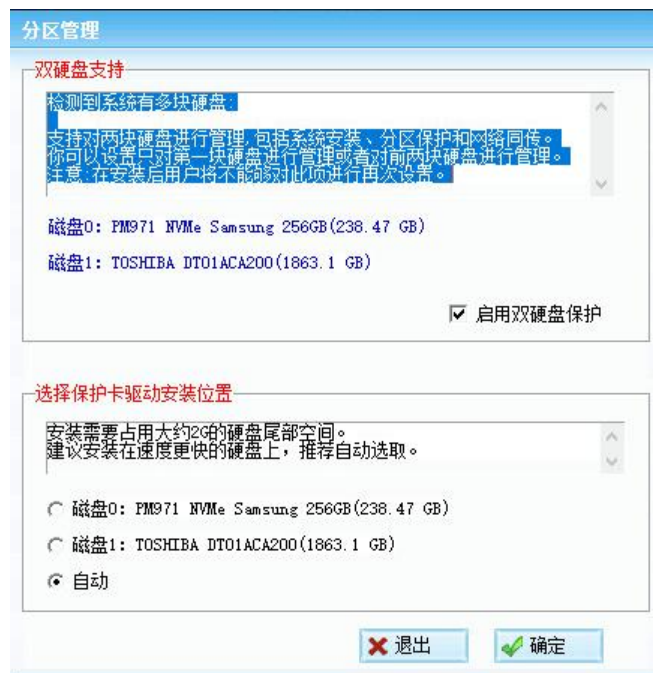 分区管理
双硬盘支持
检测到系统有多块硬盘:
支持对两块硬盘进行管理,包括系统安装、分区保护和网络同传。
你可以设置只对第一块硬盘进行管理或者对前两块硬盘进行管理。
注意:在安装后用户将不能够对此项进行再次设置。
磁盘0: PM971 NVMe Samsung 256GB(238.47 GB)
磁盘1: TOSHIBA DT01ACA200(1863.1 GB)
启用双硬盘保护
选择保护卡驱动安装位置
安装需要占用大约2G的硬盘尾部空间。
建议安装在速度更快的硬盘上，推荐自动选取。
磁盘0: PM971 NVMe Samsung 256GB(238.47 GB)
磁盘1: TOSHIBA DT01ACA200(1863.1 GB)
自动
退出 确定